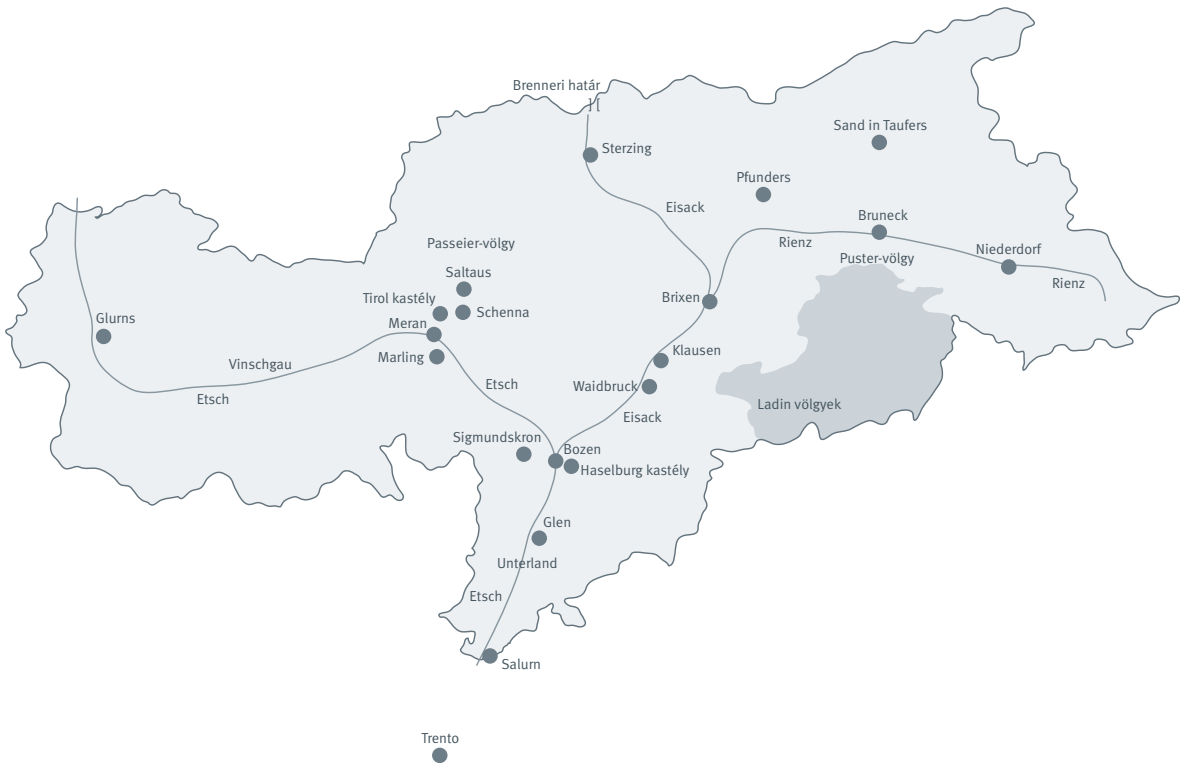 Brenneri határ
Sand in Taufers
Sterzing
Pfunders
Eisack
Bruneck
Passeier-völgy
Rienz
Niederdorf
Puster-völgy
Saltaus
Rienz
Tirol kastély
Brixen
Schenna
Glurns
Meran
Klausen
Marling
Vinschgau
Etsch
Waidbruck
Etsch
Ladin völgyek
Eisack
Sigmundskron
Bozen
Haselburg kastély
Glen
Unterland
Etsch
Salurn
Trento